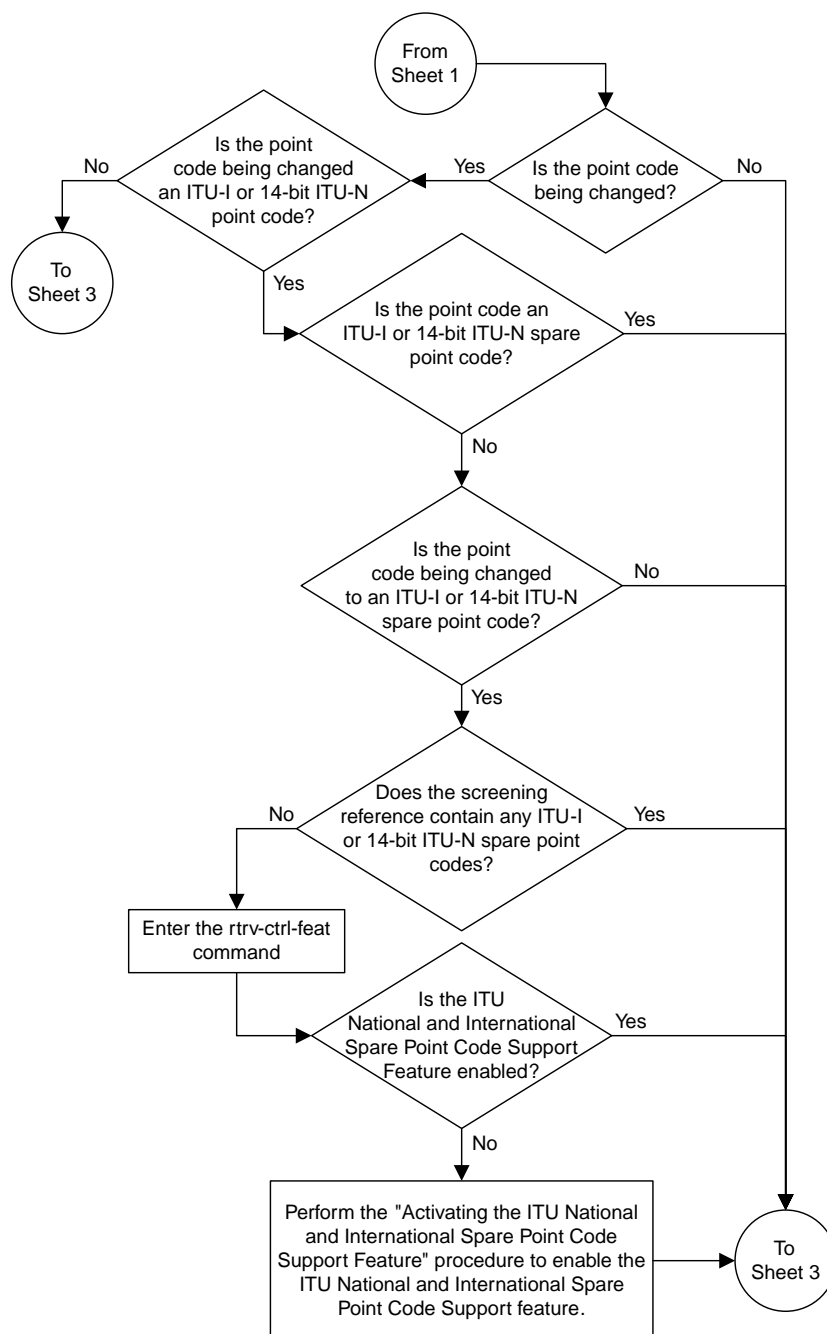 From
Sheet 1
Is the point
code being changed
an ITU-I or 14-bit ITU-N
point code?
No
Yes
Is the point code
being changed?
No
To
Sheet 3
Yes
Is the point code an
ITU-I or 14-bit ITU-N spare
point code?
Yes
No
Is the point
code being changed
to an ITU-I or 14-bit ITU-N
spare point code?
No
Yes
Does the screening
reference contain any ITU-I
or 14-bit ITU-N spare point
codes?
No
Yes
Enter the rtrv-ctrl-feat
command
Is the ITU
National and International
Spare Point Code Support
Feature enabled?
Yes
No
Perform the "Activating the ITU National
and International Spare Point Code
Support Feature" procedure to enable the
ITU National and International Spare
Point Code Support feature.
To
Sheet 3